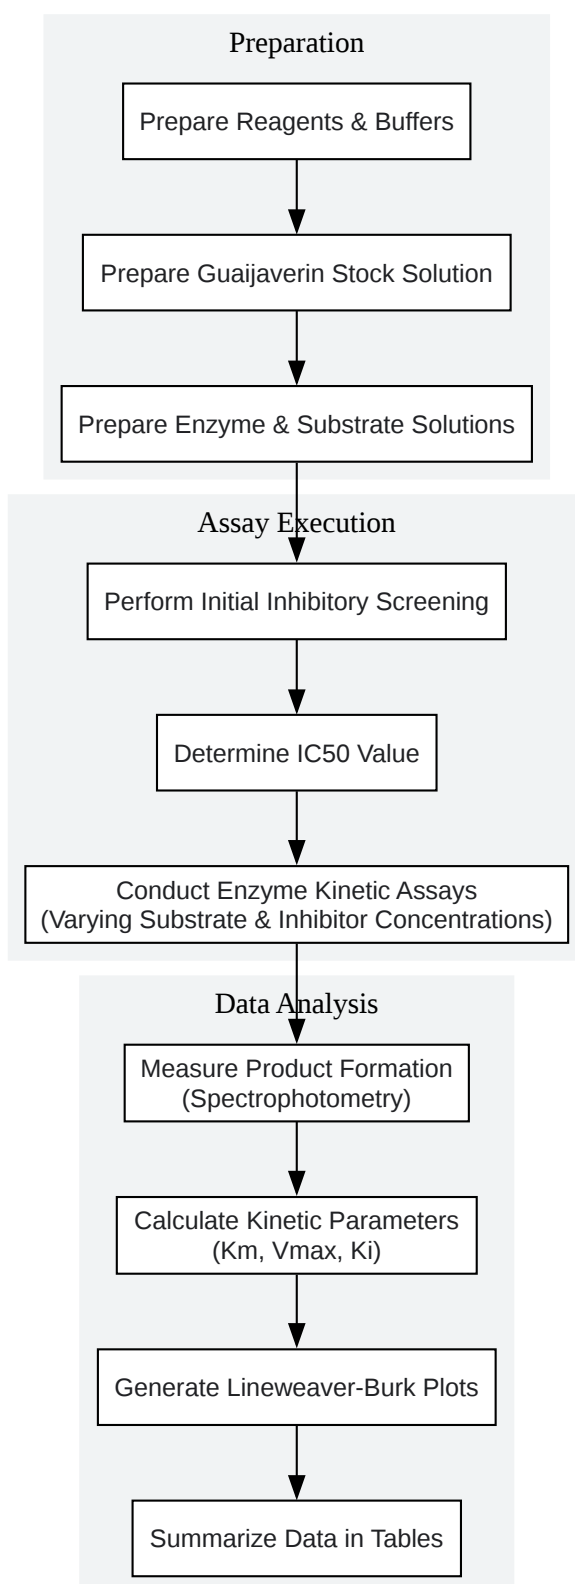 Preparation
Prepare Reagents & Buffers
Prepare Guaijaverin Stock Solution
Prepare Enzyme & Substrate Solutions
Assay Execution
Perform Initial Inhibitory Screening
Determine IC50 Value
Conduct Enzyme Kinetic Assays
(Varying Substrate & Inhibitor Concentrations)
Data Analysis
Measure Product Formation
(Spectrophotometry)
Calculate Kinetic Parameters
(Km, Vmax, Ki)
Generate Lineweaver-Burk Plots
Summarize Data in Tables